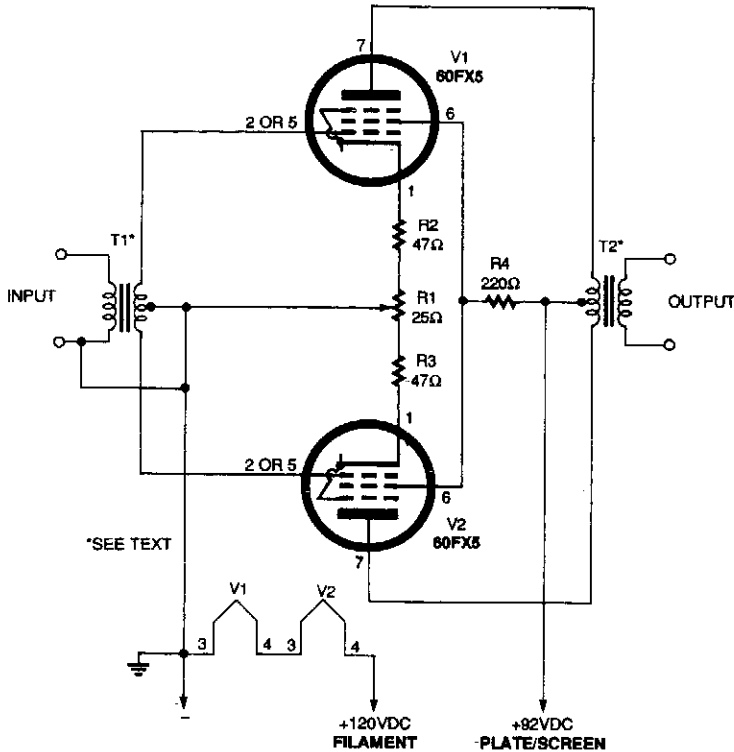 7
V1
60FX5
6
2 OR 5
1
T1*
R2
47Ω
T2*
R4
220Ω
INPUT
R1
25Ω
OUTPUT
R3
47Ω
1
2 OR 5
6
V2
60FX5
*SEE TEXT
7
V1
V2
3
4
3
4
–
+120VDC
FILAMENT
+92VDC
PLATE/SCREEN